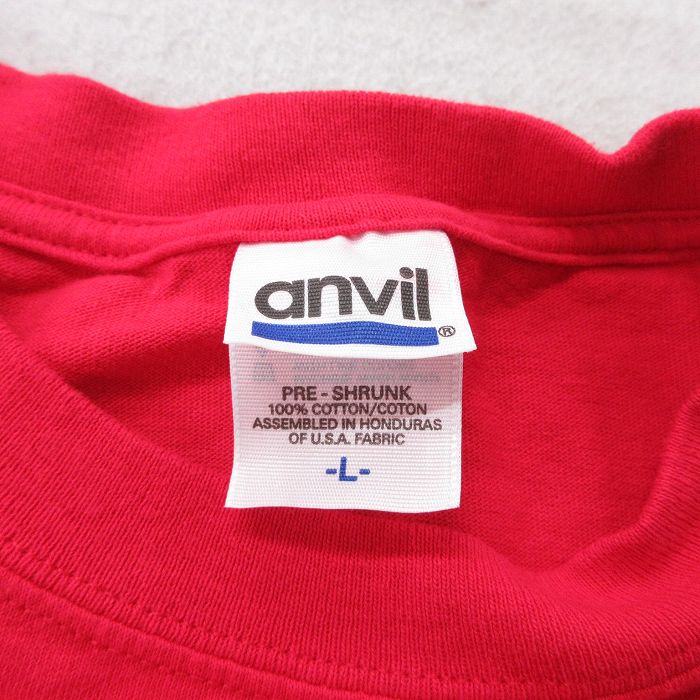 anvil®
PRE - SHRUNK
100% COTTON/COTON
ASSEMBLED IN HONDURAS
OF U.S.A. FABRIC
-L-